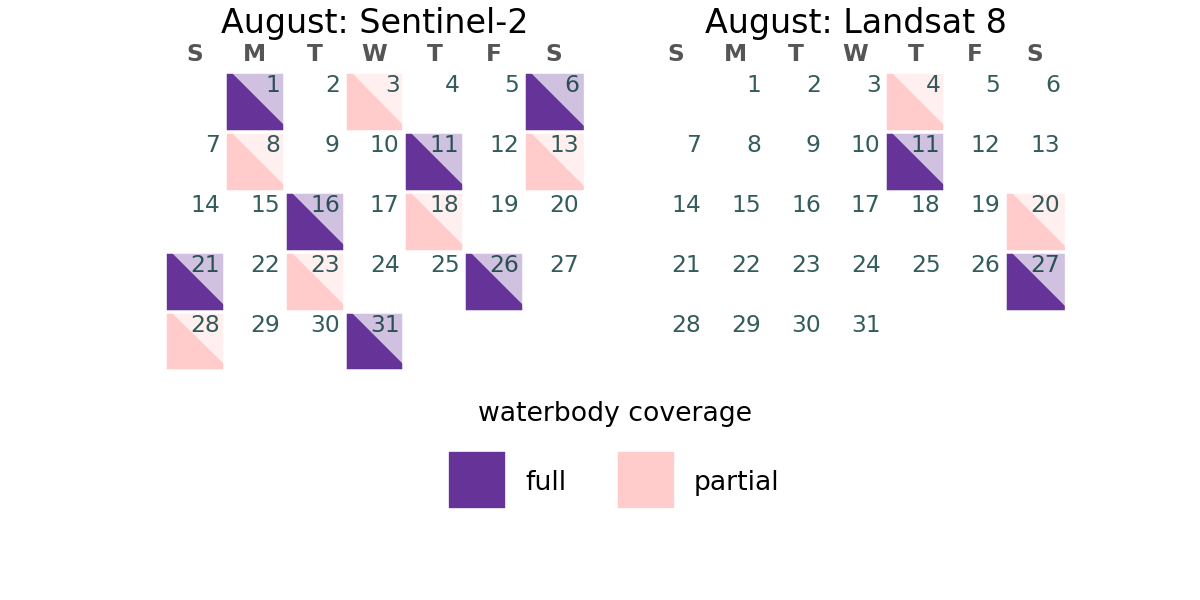 August: Sentinel-2
S M T W T F S
1 2 3 4 5 6
7 8 9 10 11 12 13
14 15 16 17 18 19 20
21 22 23 24 25 26 27
28 29 30 31
August: Landsat 8
S M T W T F S
1 2 3 4 5 6
7 8 9 10 11 12 13
14 15 16 17 18 19 20
21 22 23 24 25 26 27
28 29 30 31
waterbody coverage
full
partial